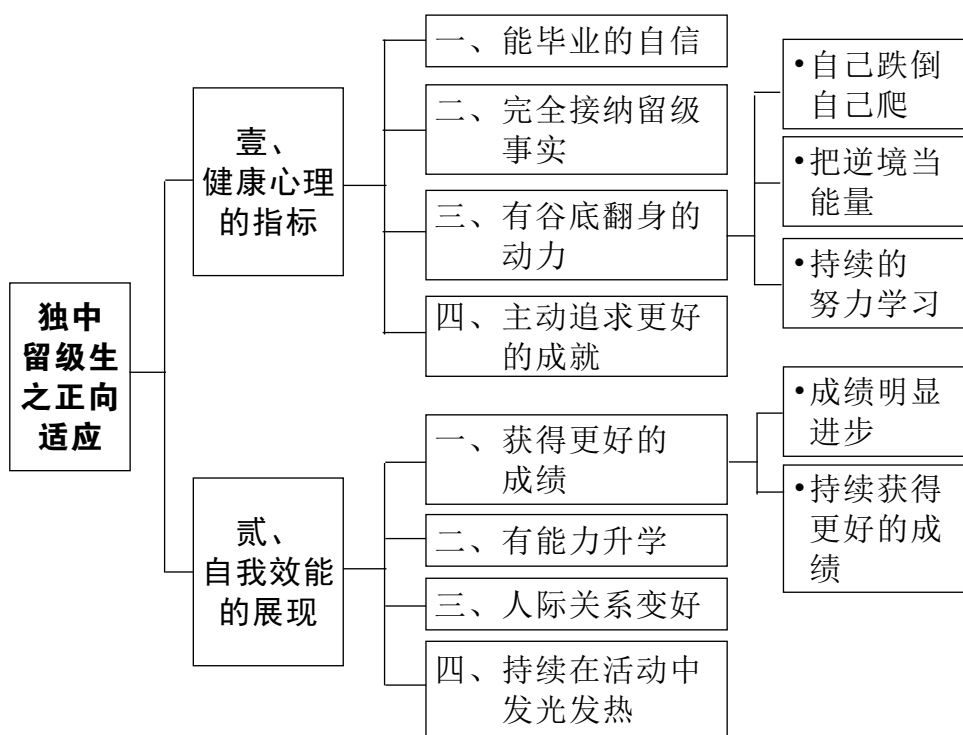 独中
留级生
之正向
适应
壹、
健康心理
的指标
一、能毕业的自信
二、完全接纳留级
事实
三、有谷底翻身的
动力
•自己跌倒
自己爬
•把逆境当
能量
•持续的
努力学习
四、主动追求更好
的成就
贰、
自我效能
的展现
一、获得更好的
成绩
•成绩明显
进步
•持续获得
更好的成
绩
二、有能力升学
三、人际关系变好
四、持续在活动中
发光发热